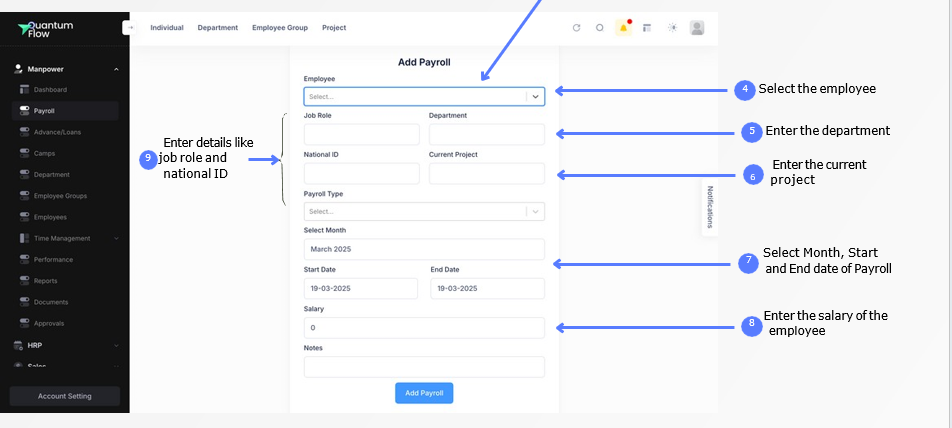 Quantum
Flow
Individual
Department
Employee Group
Project
Manpower
Dashboard
Payroll
Advance/Loans
Camps
Department
Employee Groups
Employees
Time Management
Performance
Reports
Documents
Approvals
HRP
Sales
Account Setting
Add Payroll
Employee
Select...
Job Role
Department
National ID
Current Project
Payroll Type
Select...
Select Month
March 2025
Start Date
End Date
19-03-2025
19-03-2025
Salary
0
Notes
Add Payroll
Notifications
4 Select the employee
5 Enter the department
6 Enter the current
project
7 Select Month, Start
and End date of Payroll
8 Enter the salary of the
employee
9 Enter details like
job role and
national ID